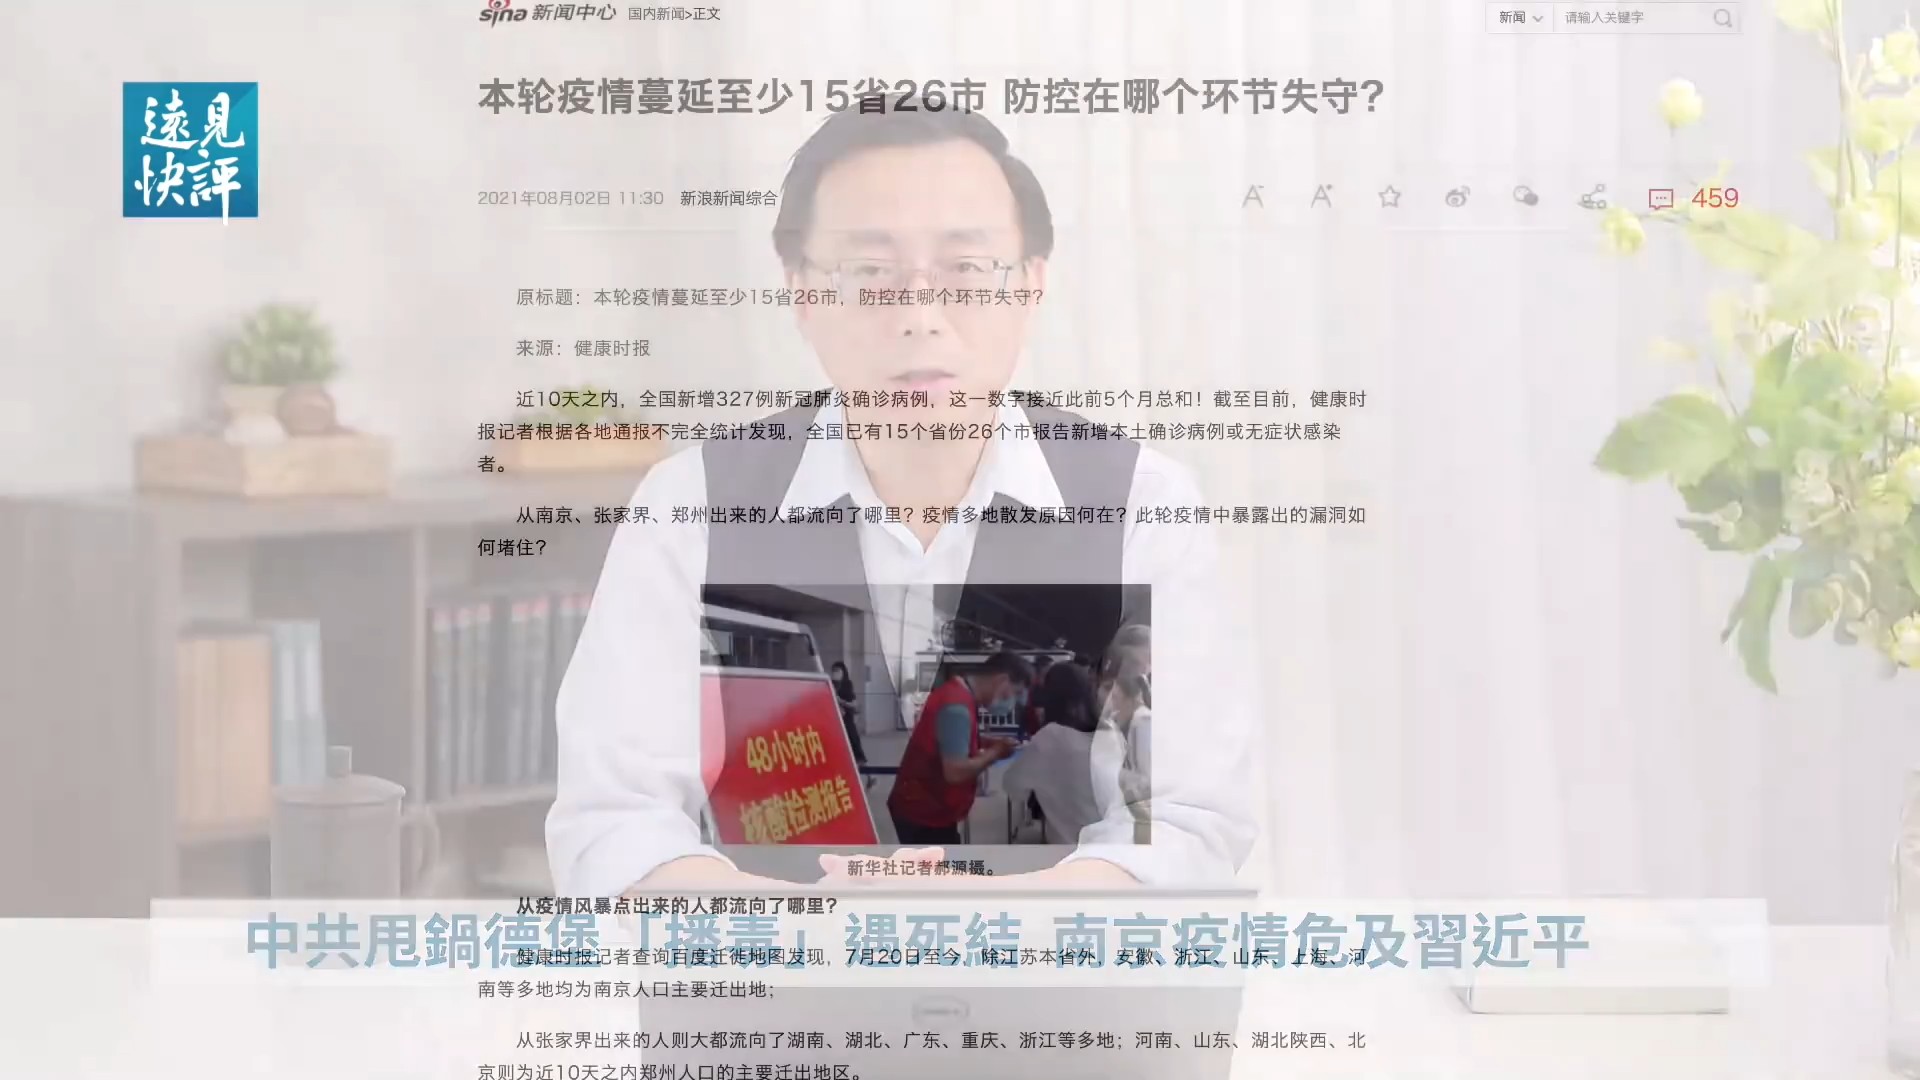 sina 新闻中心 国内新闻>正文
新闻 请输入关键字
遠見
快評
本轮疫情蔓延至少15省26市 防控在哪个环节失守?
2021年08月02日 11:30 新浪新闻综合
459
原标题：本轮疫情蔓延至少15省26市，防控在哪个环节失守?
来源：健康时报
近10天之内，全国新增327例新冠肺炎确诊病例，这一数字接近此前5个月总和！截至目前，健康时
报记者根据各地通报不完全统计发现，全国已有15个省份26个市报告新增本土确诊病例或无症状感染
者。
从南京、张家界、郑州出来的人都流向了哪里？疫情多地散发原因何在？此轮疫情中暴露出的漏洞如
何堵住？
48小时内
核酸检测报告
新华社记者郝源摄。
从疫情风暴点出来的人都流向了哪里？
中共甩鍋德堡「播毒」遇死結 南京疫情危及習近平
健康时报记者查询百度迁徙地图发现，7月20日至今，除江苏本省外，安徽、浙江、山东、上海、河
南等多地均为南京人口主要迁出地；
从张家界出来的人则大都流向了湖南、湖北、广东、重庆、浙江等多地；河南、山东、湖北陕西、北
京则为近10天之内郑州人口的主要迁出地区。